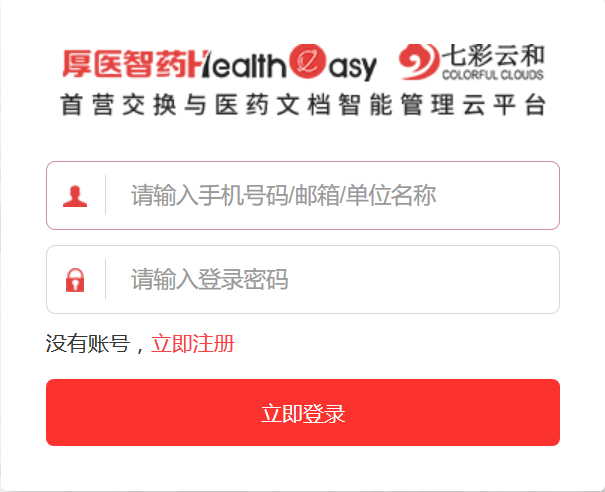 厚医智药HealthEasy 七彩云和
COLORFUL CLOUDS
首营交换与医药文档智能管理云平台
请输入手机号码/邮箱/单位名称
请输入登录密码
没有账号，立即注册
立即登录